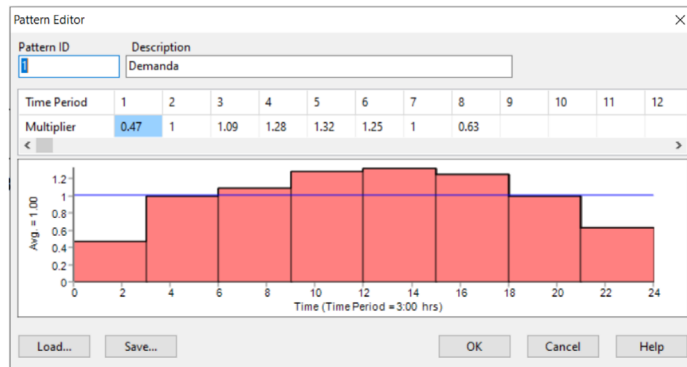 Pattern Editor
Pattern ID Description
1 Demanda
Time Period 1 2 3 4 5 6 7 8 9 10 11 12
Multiplier 0.47 1 1.09 1.28 1.32 1.25 1 0.63
Avg. = 1.00
1.2
1
0.8
0.6
0.4
0.2
0
0 2 4 6 8 10 12 14 16 18 20 22 24
Time (Time Period = 3:00 hrs)
Load... Save... OK Cancel Help